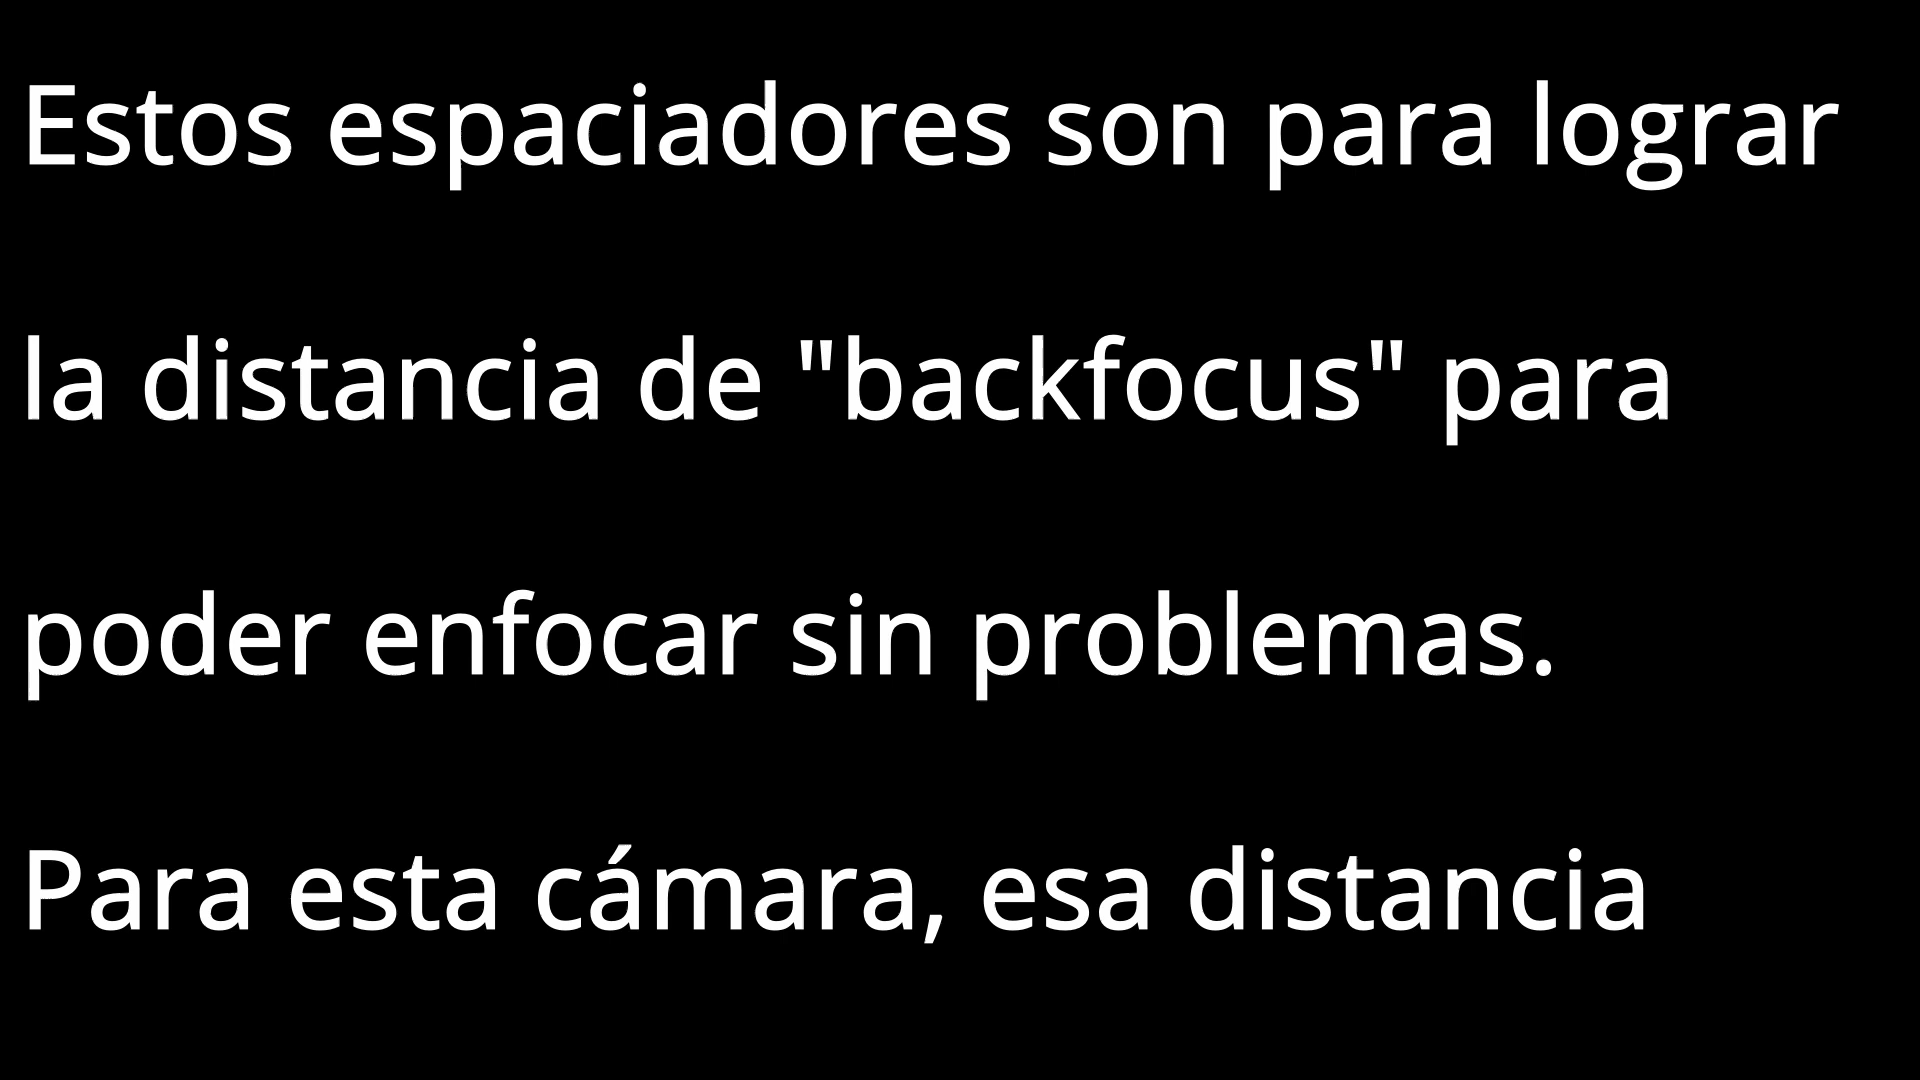 Estos espaciadores son para lograr
la distancia de "backfocus" para
poder enfocar sin problemas.
Para esta cámara, esa distancia